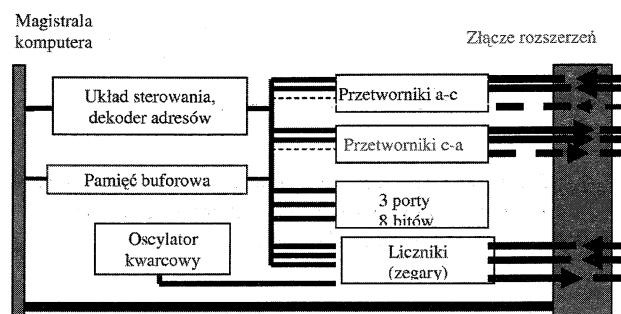 Magistrala
komputera
Złącze rozszerzeń
Układ sterowania,
dekoder adresów
Przetworniki a-c
Przetworniki c-a
Pamięć buforowa
3 porty
8 bitów
Oscylator
kwarcowy
Liczniki
(zegary)